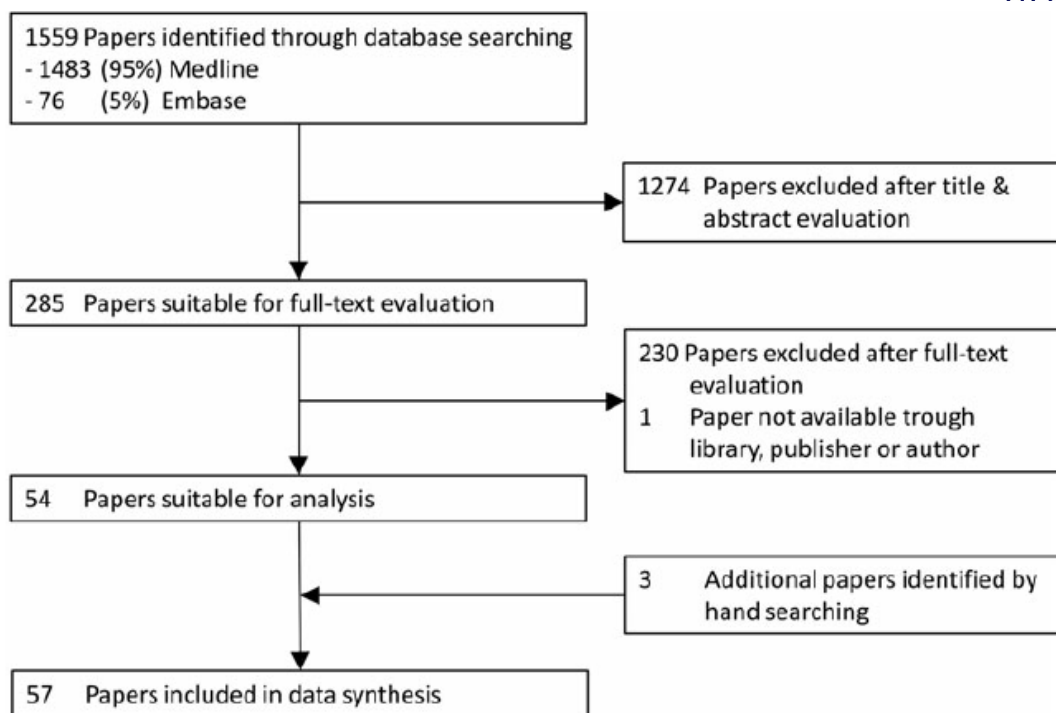 1559 Papers identified through database searching
- 1483 (95%) Medline
- 76 (5%) Embase
1274 Papers excluded after title &
abstract evaluation
285 Papers suitable for full-text evaluation
230 Papers excluded after full-text
evaluation
1 Paper not available trough
library, publisher or author
54 Papers suitable for analysis
3 Additional papers identified by
hand searching
57 Papers included in data synthesis